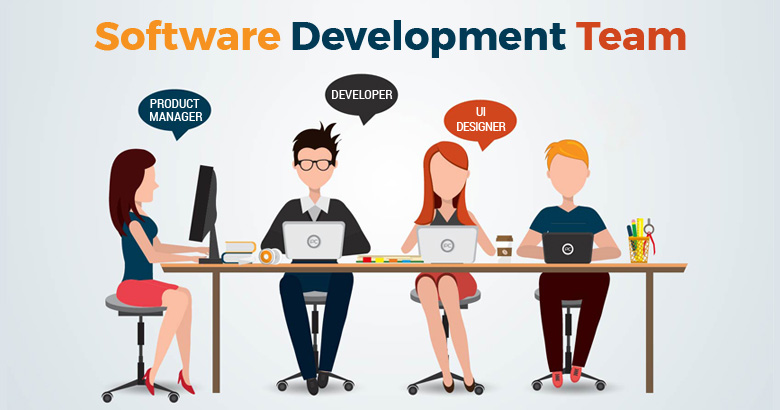 Software Development Team
PRODUCT
MANAGER
DEVELOPER
UI
DESIGNER